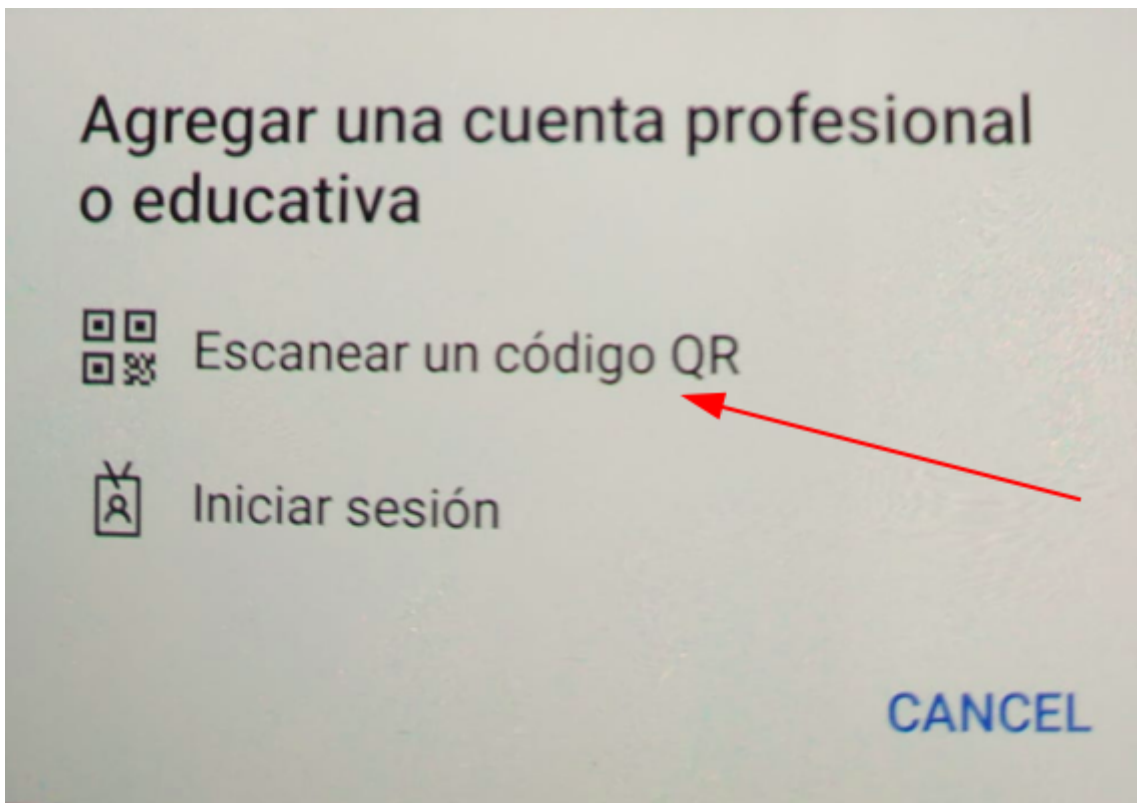 Agregar una cuenta profesional
o educativa
Escanear un código QR
Iniciar sesión
CANCEL